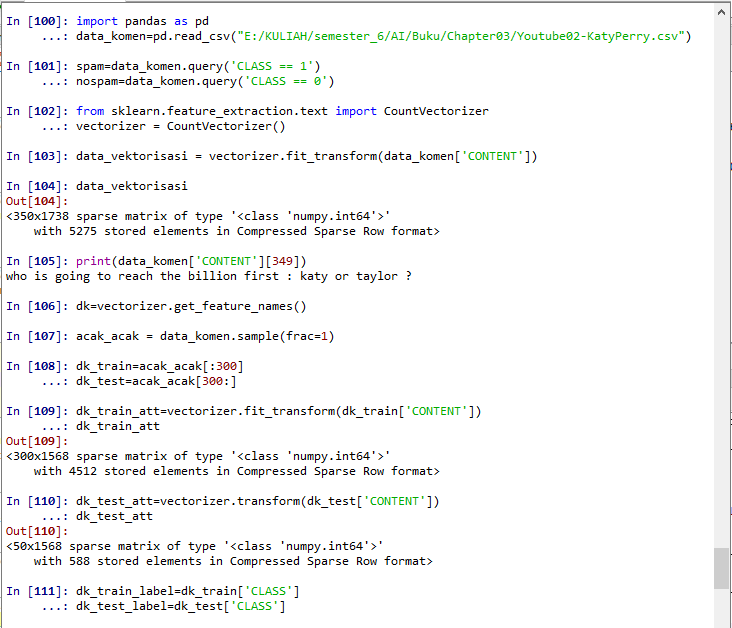 In [100]: import pandas as pd
     ...: data_komen=pd.read_csv("E:/KULIAH/semester_6/AI/Buku/Chapter03/Youtube02-KatyPerry.csv")
In [101]: spam=data_komen.query('CLASS == 1')
     ...: nospam=data_komen.query('CLASS == 0')
In [102]: from sklearn.feature_extraction.text import CountVectorizer
     ...: vectorizer = CountVectorizer()
In [103]: data_vektorisasi = vectorizer.fit_transform(data_komen['CONTENT'])
In [104]: data_vektorisasi
Out[104]:
<350x1738 sparse matrix of type '<class 'numpy.int64'>'
    with 5275 stored elements in Compressed Sparse Row format>
In [105]: print(data_komen['CONTENT'][349])
who is going to reach the billion first : katy or taylor ?
In [106]: dk=vectorizer.get_feature_names()
In [107]: acak_acak = data_komen.sample(frac=1)
In [108]: dk_train=acak_acak[:300]
     ...: dk_test=acak_acak[300:]
In [109]: dk_train_att=vectorizer.fit_transform(dk_train['CONTENT'])
     ...: dk_train_att
Out[109]:
<300x1568 sparse matrix of type '<class 'numpy.int64'>'
    with 4512 stored elements in Compressed Sparse Row format>
In [110]: dk_test_att=vectorizer.transform(dk_test['CONTENT'])
     ...: dk_test_att
Out[110]:
<50x1568 sparse matrix of type '<class 'numpy.int64'>'
    with 588 stored elements in Compressed Sparse Row format>
In [111]: dk_train_label=dk_train['CLASS']
     ...: dk_test_label=dk_test['CLASS']